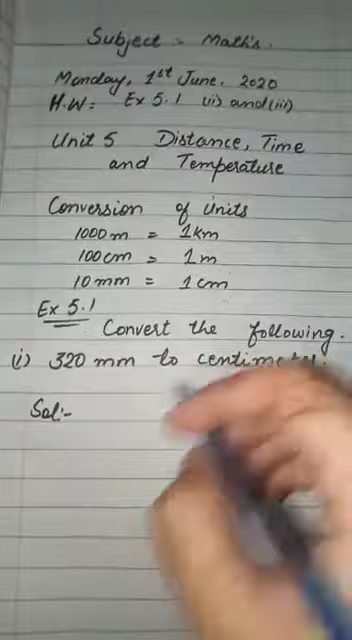 Subject :- Maths.
Monday, 1st June, 2020
H.W: Ex 5.1 (ii) and (iii)
Unit 5 Distance, Time
and Temperature
Conversion of Units
1000 m = 1 km
100 cm = 1 m
10 mm = 1 cm
Ex 5.1
Convert the following.
(i) 320 mm to
Sol:-